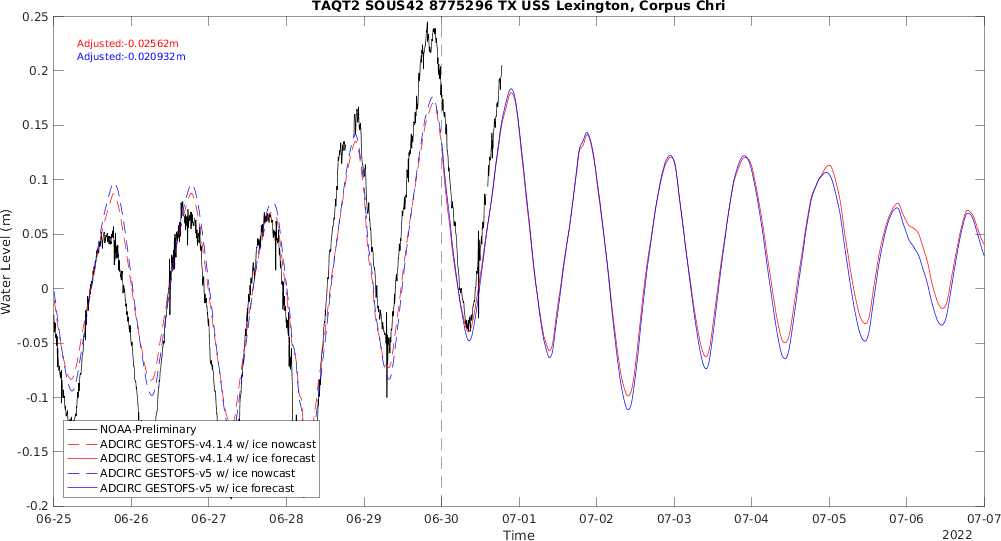 TAQT2 SOUS42 8775296 TX USS Lexington, Corpus Chri
Adjusted:-0.02562m
Adjusted:-0.020932m
0.25
0.2
0.15
0.1
0.05
0
-0.05
-0.1
-0.15
-0.2
Water Level (m)
NOAA-Preliminary
ADCIRC GESTOFS-v4.1.4 w/ ice nowcast
ADCIRC GESTOFS-v4.1.4 w/ ice forecast
ADCIRC GESTOFS-v5 w/ ice nowcast
ADCIRC GESTOFS-v5 w/ ice forecast
06-25 06-26 06-27 06-28 06-29 06-30 07-01 07-02 07-03 07-04 07-05 07-06 07-07
Time
2022